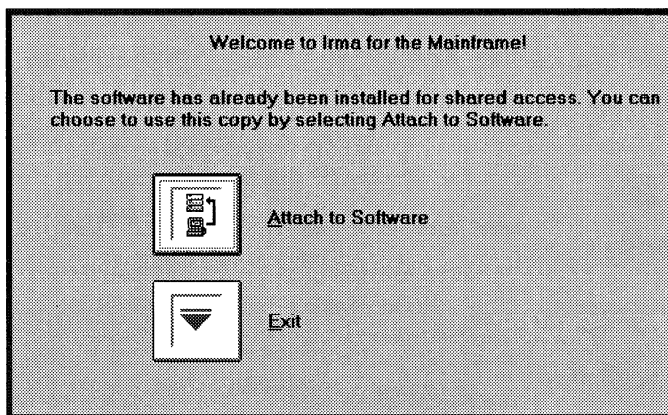 Welcome to Irma for the Mainframe!
The software has already been installed for shared access. You can
choose to use this copy by selecting Attach to Software.
Attach to Software
Exit